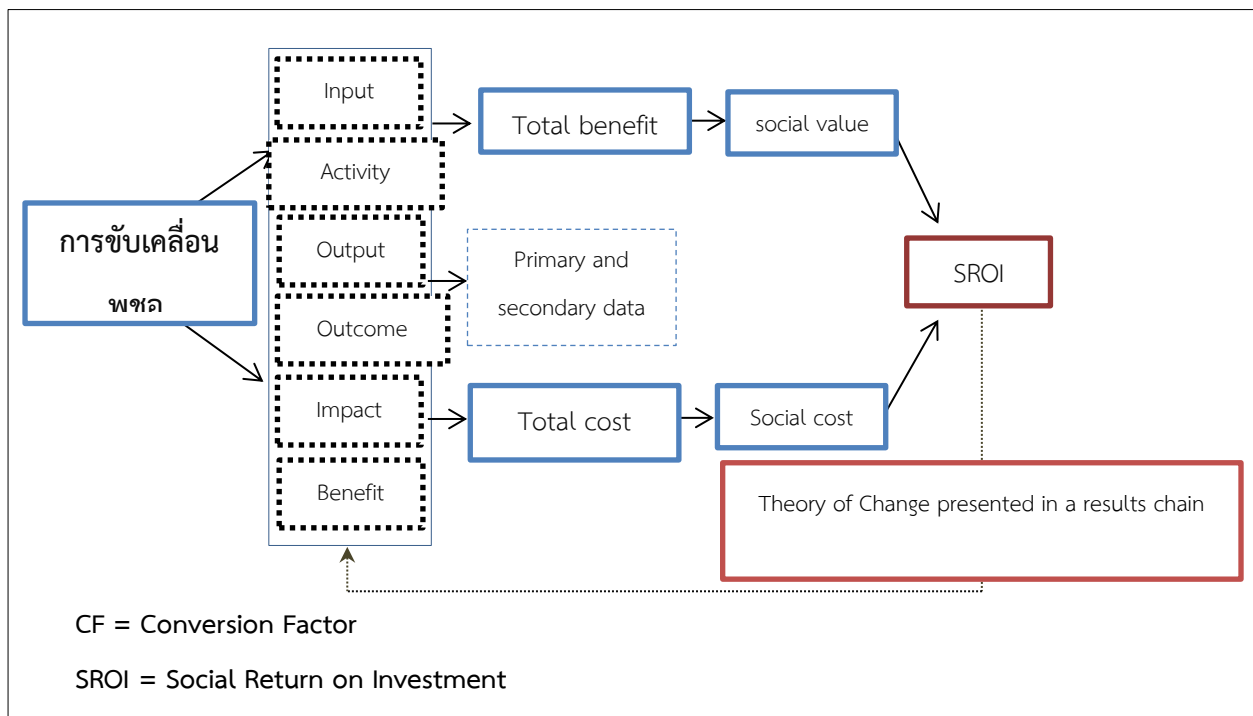 Input
Total benefit
social value
Activity
การขับเคลื่อน
พชอ
Output
Primary and
secondary data
SROI
Outcome
Impact
Total cost
Social cost
Benefit
Theory of Change presented in a results chain
CF = Conversion Factor
SROI = Social Return on Investment